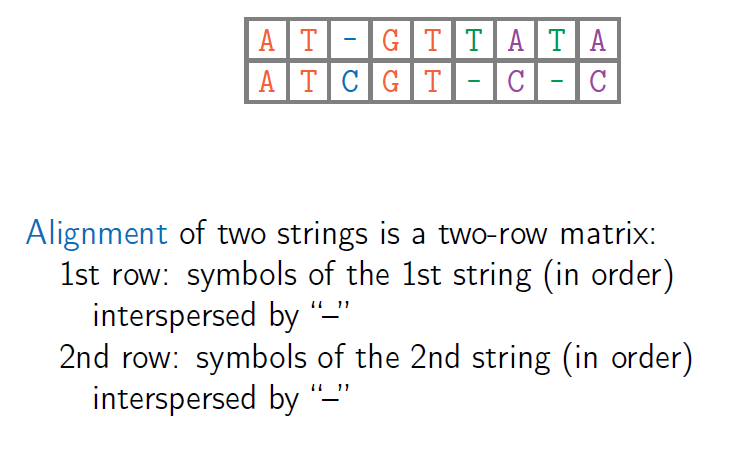 A T - G T T A T A
A T C G T - C - C
Alignment of two strings is a two-row matrix:
1st row: symbols of the 1st string (in order)
interspersed by “–”
2nd row: symbols of the 2nd string (in order)
interspersed by “–”